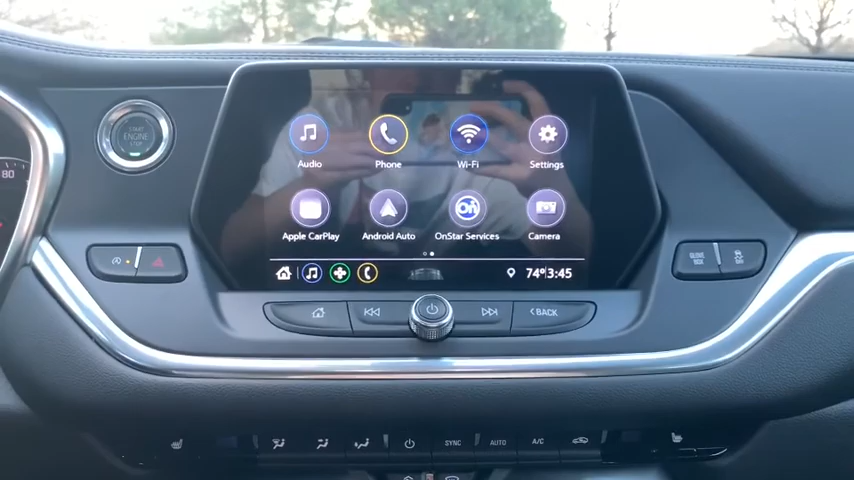 START
ENGINE
STOP
80
Audio
Phone
Wi-Fi
Settings
Apple CarPlay
Android Auto
On
OnStar Services
Camera
74° 3:45
GLOVE
BOX
BACK
SYNC
AUTO
A/C